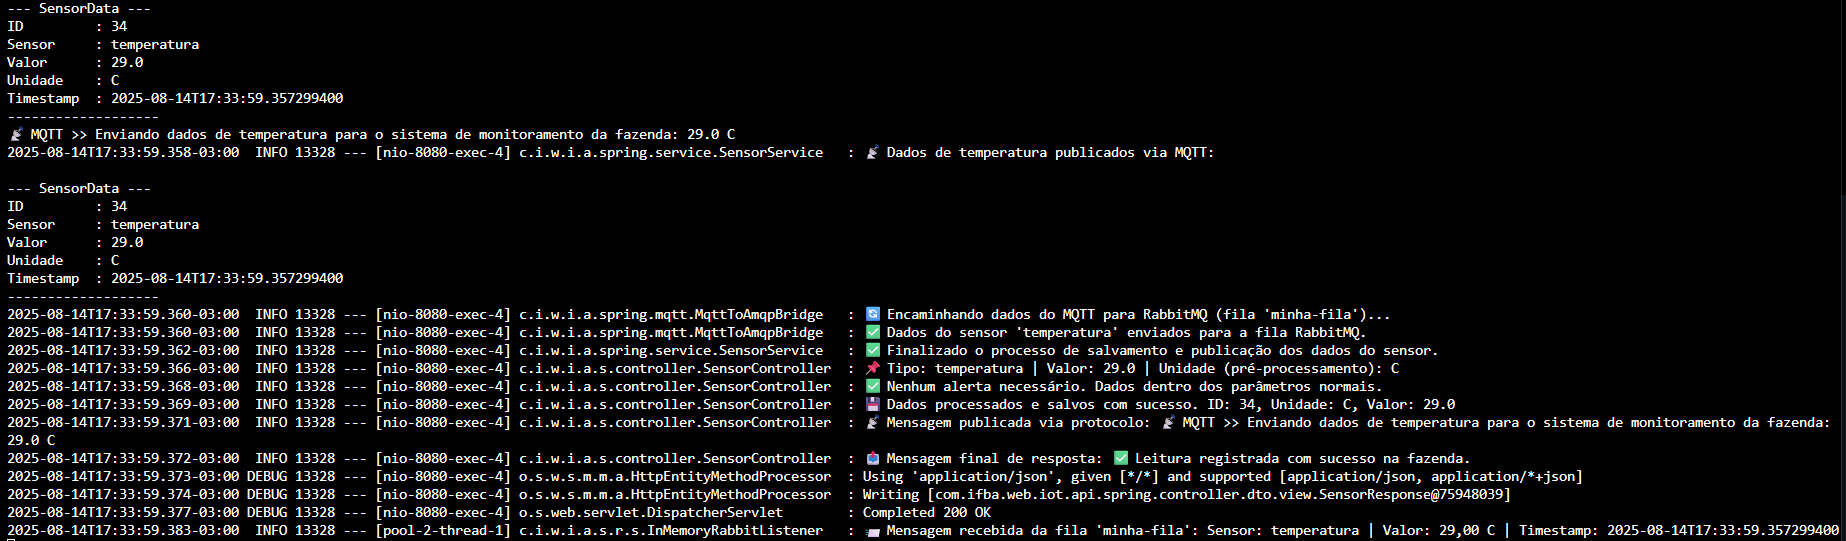 --- SensorData ---
ID         : 34
Sensor     : temperatura
Valor      : 29.0
Unidade    : C
Timestamp  : 2025-08-14T17:33:59.357299400
-------------------
📡 MQTT >> Enviando dados de temperatura para o sistema de monitoramento da fazenda: 29.0 C
2025-08-14T17:33:59.358-03:00  INFO 13328 --- [nio-8080-exec-4] c.i.w.i.a.spring.service.SensorService   : 📡 Dados de temperatura publicados via MQTT:
--- SensorData ---
ID         : 34
Sensor     : temperatura
Valor      : 29.0
Unidade    : C
Timestamp  : 2025-08-14T17:33:59.357299400
-------------------
2025-08-14T17:33:59.360-03:00  INFO 13328 --- [nio-8080-exec-4] c.i.w.i.a.spring.mqtt.MqttToAmqpBridge   : 🔄 Encaminhando dados do MQTT para RabbitMQ (fila 'minha-fila')...
2025-08-14T17:33:59.360-03:00  INFO 13328 --- [nio-8080-exec-4] c.i.w.i.a.spring.mqtt.MqttToAmqpBridge   : ✅ Dados do sensor 'temperatura' enviados para a fila RabbitMQ.
2025-08-14T17:33:59.362-03:00  INFO 13328 --- [nio-8080-exec-4] c.i.w.i.a.spring.service.SensorService   : ✅ Finalizado o processo de salvamento e publicação dos dados do sensor.
2025-08-14T17:33:59.366-03:00  INFO 13328 --- [nio-8080-exec-4] c.i.w.i.a.s.controller.SensorController  : 📌 Tipo: temperatura | Valor: 29.0 | Unidade (pré-processamento): C
2025-08-14T17:33:59.368-03:00  INFO 13328 --- [nio-8080-exec-4] c.i.w.i.a.s.controller.SensorController  : ✅ Nenhum alerta necessário. Dados dentro dos parâmetros normais.
2025-08-14T17:33:59.369-03:00  INFO 13328 --- [nio-8080-exec-4] c.i.w.i.a.s.controller.SensorController  : 💾 Dados processados e salvos com sucesso. ID: 34, Unidade: C, Valor: 29.0
2025-08-14T17:33:59.371-03:00  INFO 13328 --- [nio-8080-exec-4] c.i.w.i.a.s.controller.SensorController  : 📡 Mensagem publicada via protocolo: 📡 MQTT >> Enviando dados de temperatura para o sistema de monitoramento da fazenda:
29.0 C
2025-08-14T17:33:59.372-03:00  INFO 13328 --- [nio-8080-exec-4] c.i.w.i.a.s.controller.SensorController  : 📤 Mensagem final de resposta: ✅ Leitura registrada com sucesso na fazenda.
2025-08-14T17:33:59.373-03:00 DEBUG 13328 --- [nio-8080-exec-4] o.s.w.s.m.m.a.HttpEntityMethodProcessor  : Using 'application/json', given [*/*] and supported [application/json, application/*+json]
2025-08-14T17:33:59.374-03:00 DEBUG 13328 --- [nio-8080-exec-4] o.s.w.s.m.m.a.HttpEntityMethodProcessor  : Writing [com.ifba.web.iot.api.spring.controller.dto.view.SensorResponse@75948039]
2025-08-14T17:33:59.377-03:00 DEBUG 13328 --- [nio-8080-exec-4] o.s.web.servlet.DispatcherServlet        : Completed 200 OK
2025-08-14T17:33:59.383-03:00  INFO 13328 --- [pool-2-thread-1] c.i.w.i.a.s.r.s.InMemoryRabbitListener   : 📨 Mensagem recebida da fila 'minha-fila': Sensor: temperatura | Valor: 29,00 C | Timestamp: 2025-08-14T17:33:59.357299400